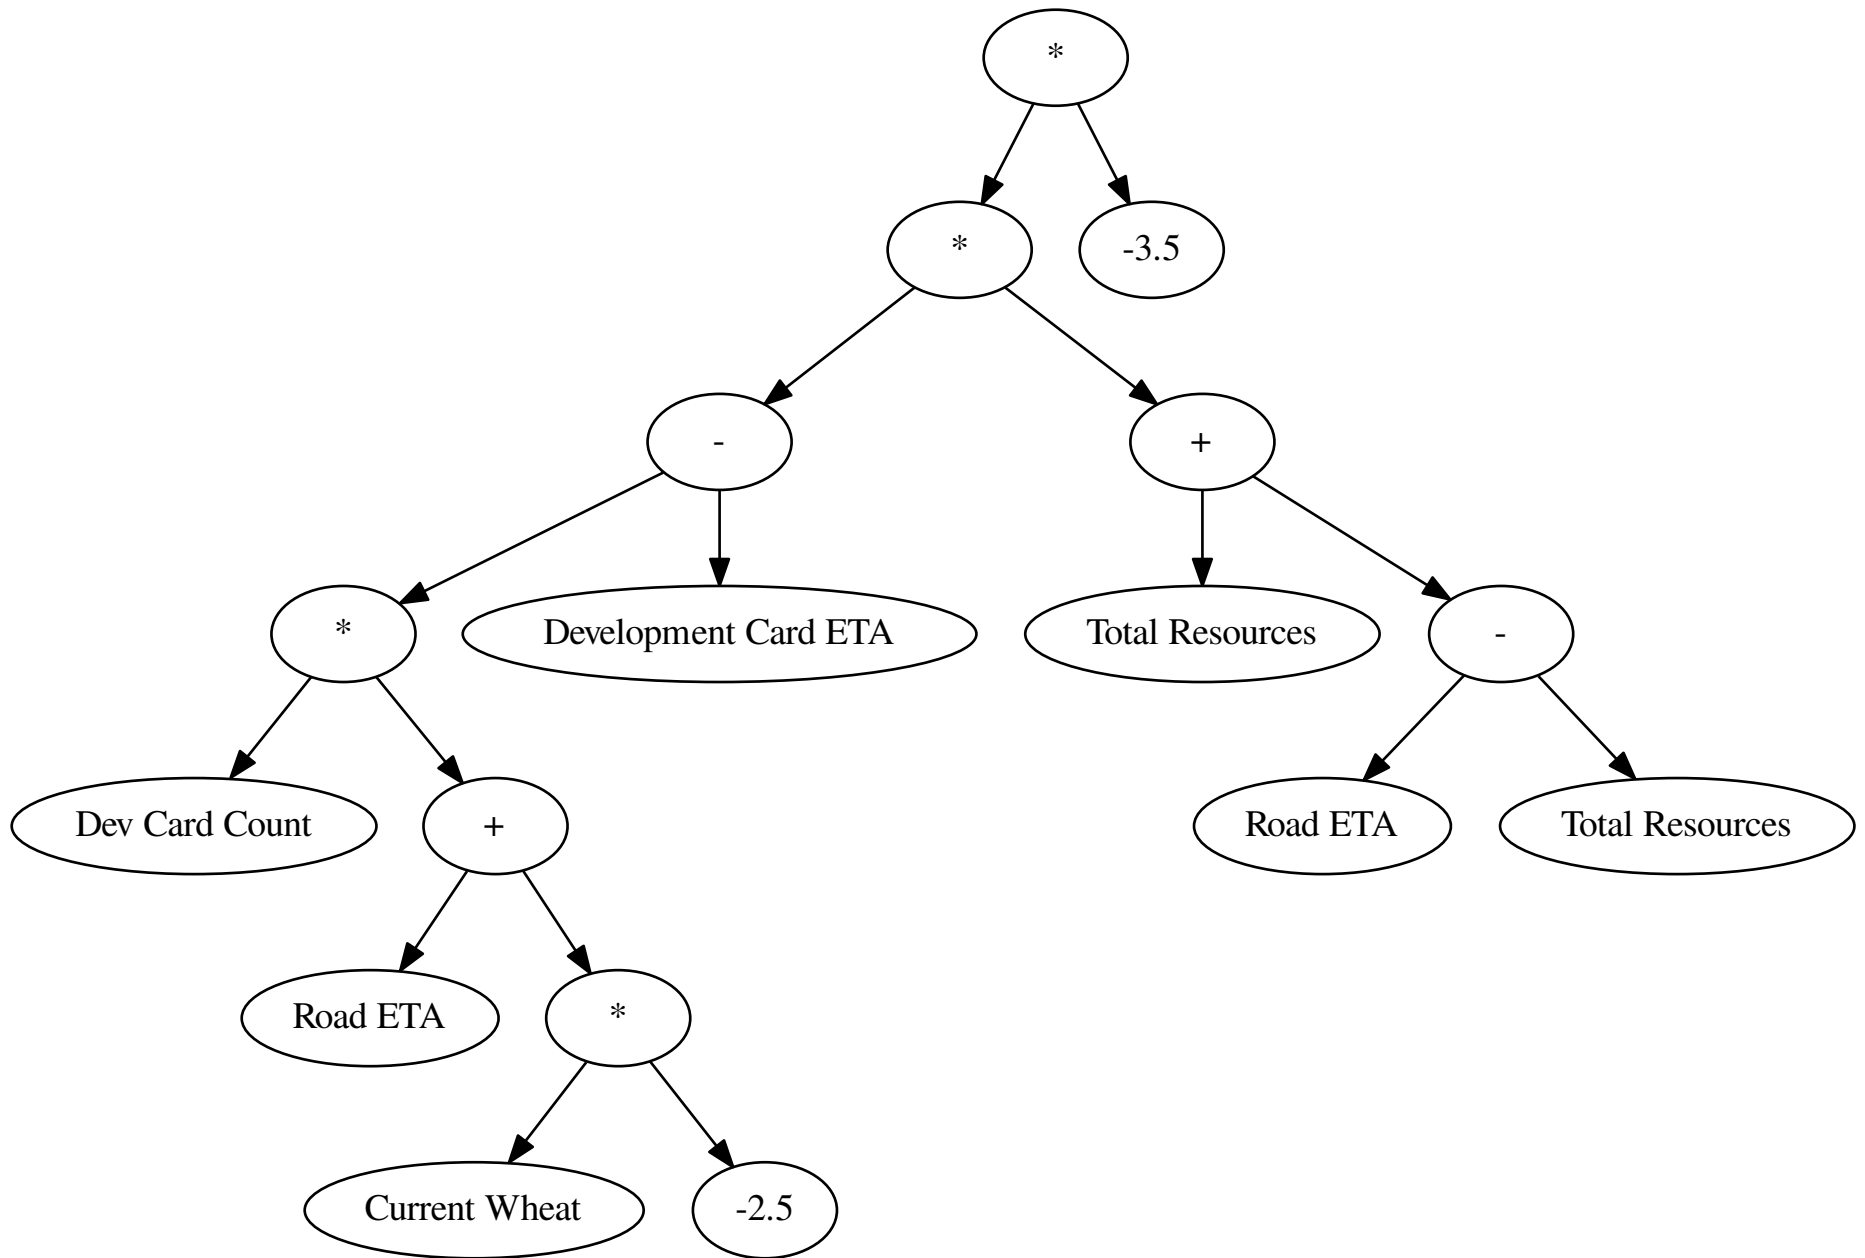 *
*
-3.5
-
+
*
Development Card ETA
Total Resources
-
Dev Card Count
+
Road ETA
Total Resources
Road ETA
*
Current Wheat
-2.5